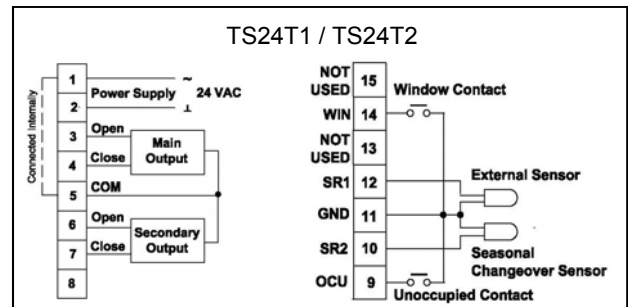 TS24T1 / TS24T2
Connected Internally
1
Power Supply ~ 24 VAC
2 ⊥
3 Open
Main
Output
4 Close
5 COM
6 Open
Secondary
Output
7 Close
8
NOT
USED 15
Window Contact
WIN 14
NOT
USED 13
SR1 12
External Sensor
GND 11
SR2 10
Seasonal
Changeover Sensor
OCU 9
Unoccupied Contact